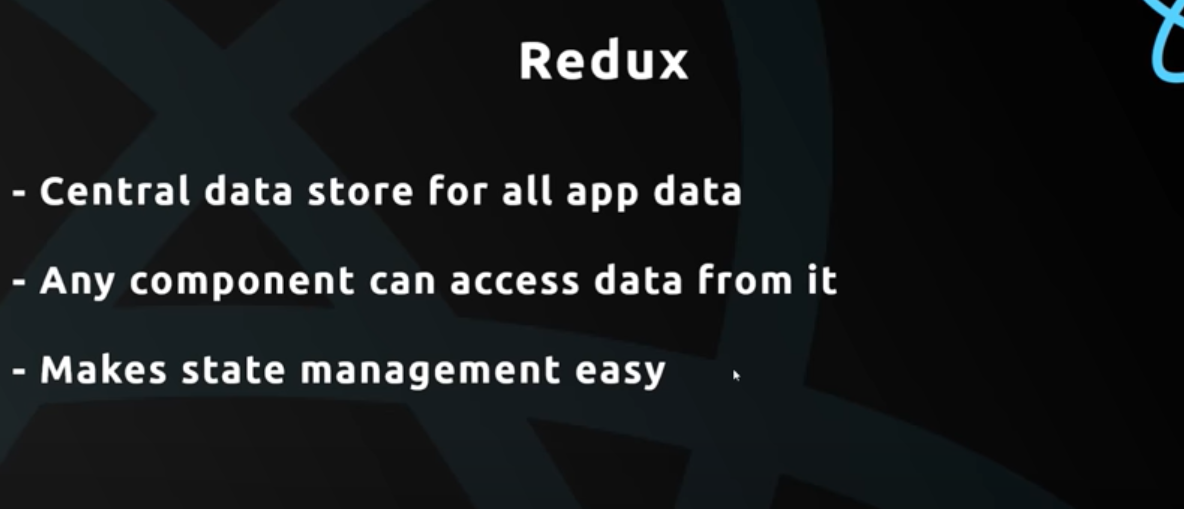 Redux
- Central data store for all app data
- Any component can access data from it
- Makes state management easy